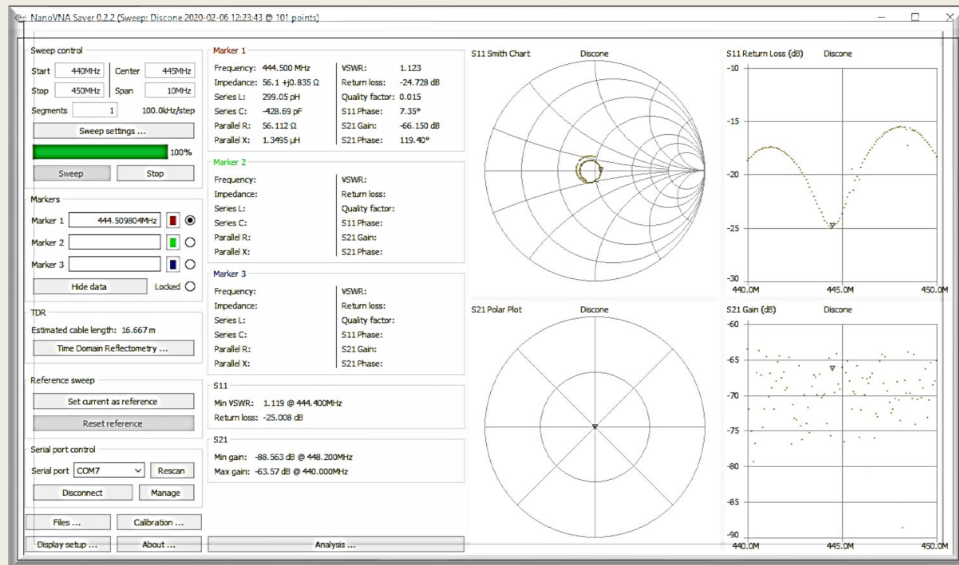 NanoVNA Saver 0.2.2 (Sweep: Discone 2020-02-06 12:23:43 @ 101 points)
Sweep control
Start 440MHz Center 445MHz
Stop 450MHz Span 10MHz
Segments 1 100.0kHz/step
Sweep settings ...
100%
Sweep Stop
Markers
Marker 1 444.509804MHz
Marker 2
Marker 3
Hide data Locked
TDR
Estimated cable length: 16.667 m
Time Domain Reflectometry ...
Reference sweep
Set current as reference
Reset reference
Serial port control
Serial port COM7 Rescan
Disconnect Manage
Files ... Calibration ...
Display setup ... About ...
Marker 1
Frequency: 444.500 MHz VSWR: 1.123
Impedance: 56.1 +j0.835 Ω Return loss: -24.728 dB
Series L: 299.05 pH Quality factor: 0.015
Series C: -428.69 pF S11 Phase: 7.35°
Parallel R: 56.112 Ω S21 Gain: -66.150 dB
Parallel X: 1.3495 µH S21 Phase: 119.40°
Marker 2
Frequency: VSWR:
Impedance: Return loss:
Series L: Quality factor:
Series C: S11 Phase:
Parallel R: S21 Gain:
Parallel X: S21 Phase:
Marker 3
Frequency: VSWR:
Impedance: Return loss:
Series L: Quality factor:
Series C: S11 Phase:
Parallel R: S21 Gain:
Parallel X: S21 Phase:
S11
Min VSWR: 1.119 @ 444.400MHz
Return loss: -25.008 dB
S21
Min gain: -88.563 dB @ 448.200MHz
Max gain: -63.57 dB @ 440.000MHz
Analysis ...
S11 Smith Chart Discone
S11 Return Loss (dB) Discone
-10
-15
-20
-25
-30
440.0M 445.0M 450.0M
S21 Polar Plot Discone
S21 Gain (dB) Discone
-60
-65
-70
-75
-80
-85
-90
440.0M 445.0M 450.0M